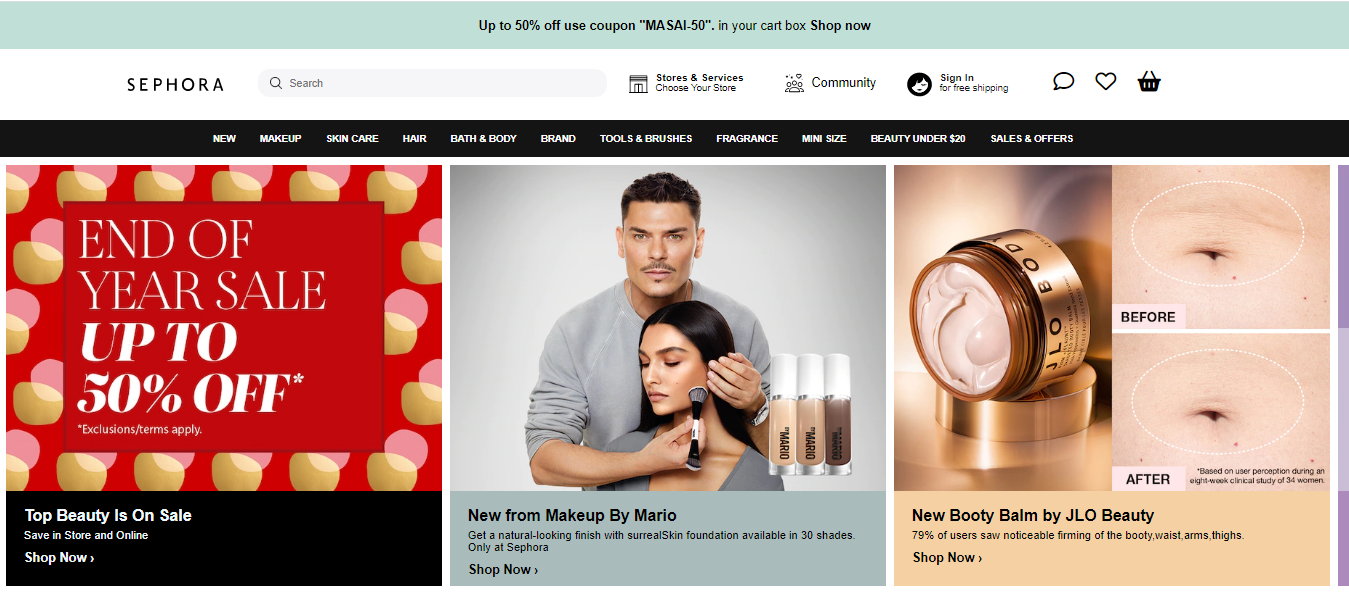 Up to 50% off use coupon "MASAI-50". in your cart box Shop now
SEPHORA
Search
Stores & Services
Choose Your Store
Community
Sign In
for free shipping
NEW MAKEUP SKIN CARE HAIR BATH & BODY BRAND TOOLS & BRUSHES FRAGRANCE MINI SIZE BEAUTY UNDER $20 SALES & OFFERS
END OF
YEAR SALE
UP TO
50% OFF*
*Exclusions/terms apply.
Top Beauty Is On Sale
Save in Store and Online
Shop Now ›
BY MARIO
BY MARIO
BY MARIO
New from Makeup By Mario
Get a natural-looking finish with surrealSkin foundation available in 30 shades.
Only at Sephora
Shop Now ›
JLO BODY
BEFORE
AFTER
*Based on user perception during an
eight-week clinical study of 34 women.
New Booty Balm by JLO Beauty
79% of users saw noticeable firming of the booty,waist,arms,thighs.
Shop Now ›